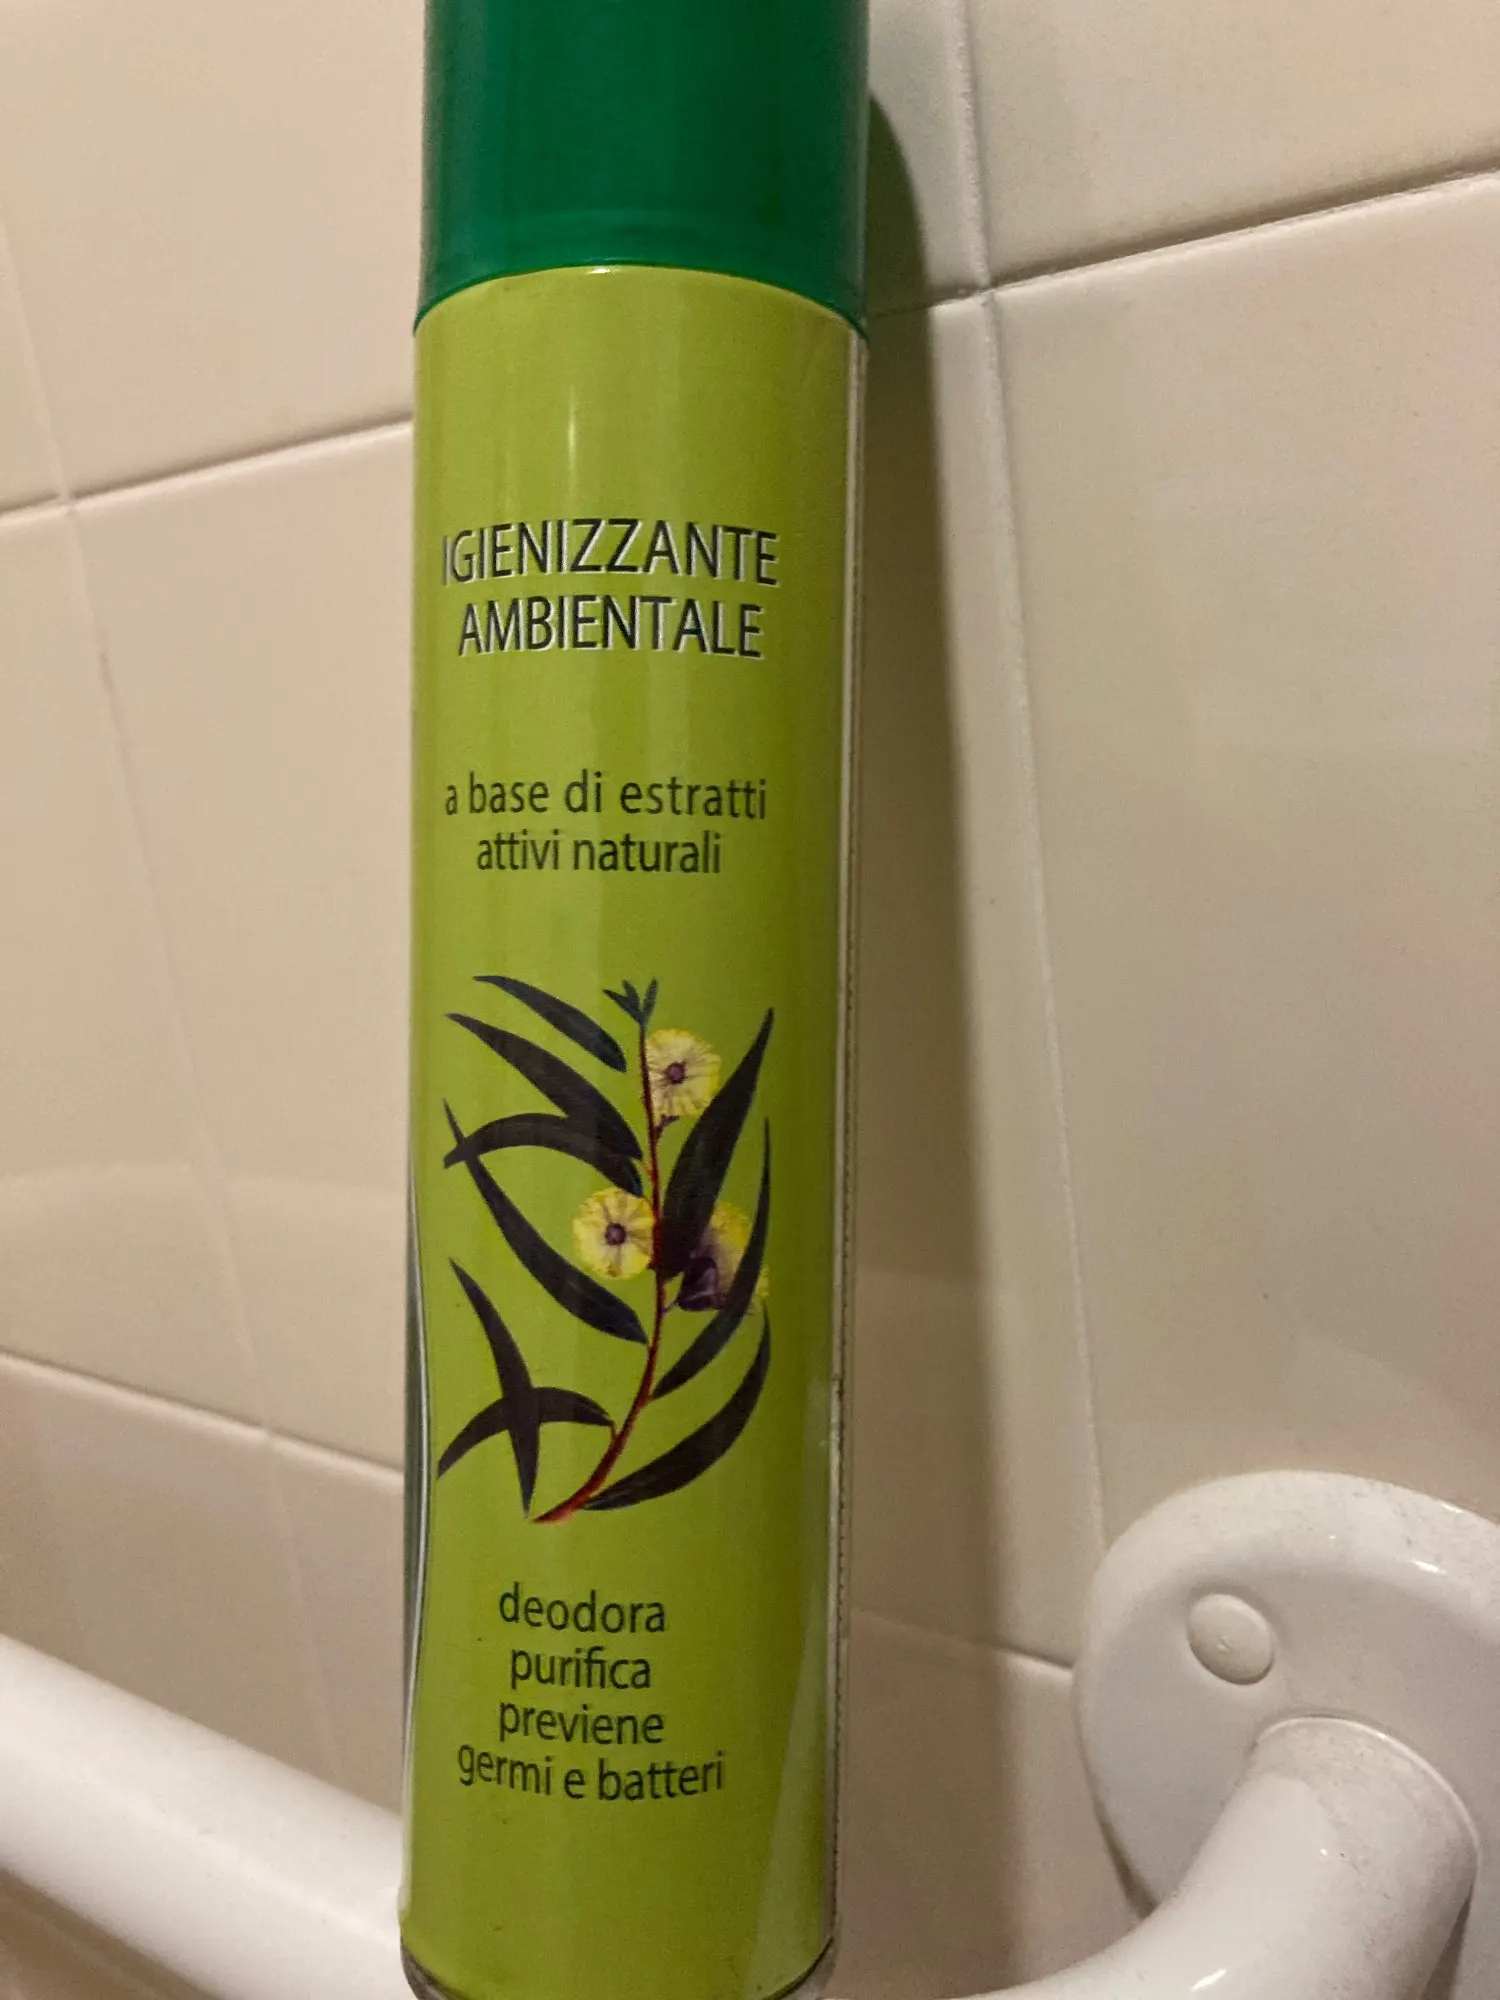 IGIENIZZANTE
AMBIENTALE
a base di estratti
attivi naturali
deodora
purifica
previene
germi e batteri